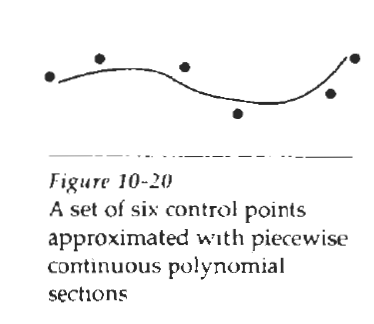 Figure 10-20
A set of six control points
approximated with piecewise
continuous polynomial
sections